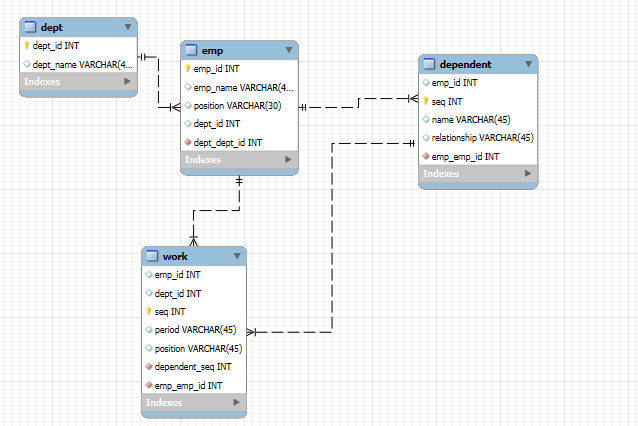 dept
dept_id INT
dept_name VARCHAR(4...
Indexes
emp
emp_id INT
emp_name VARCHAR(4...
position VARCHAR(30)
dept_id INT
dept_dept_id INT
Indexes
dependent
emp_id INT
seq INT
name VARCHAR(45)
relationship VARCHAR(45)
emp_emp_id INT
Indexes
work
emp_id INT
dept_id INT
seq INT
period VARCHAR(45)
position VARCHAR(45)
dependent_seq INT
emp_emp_id INT
Indexes